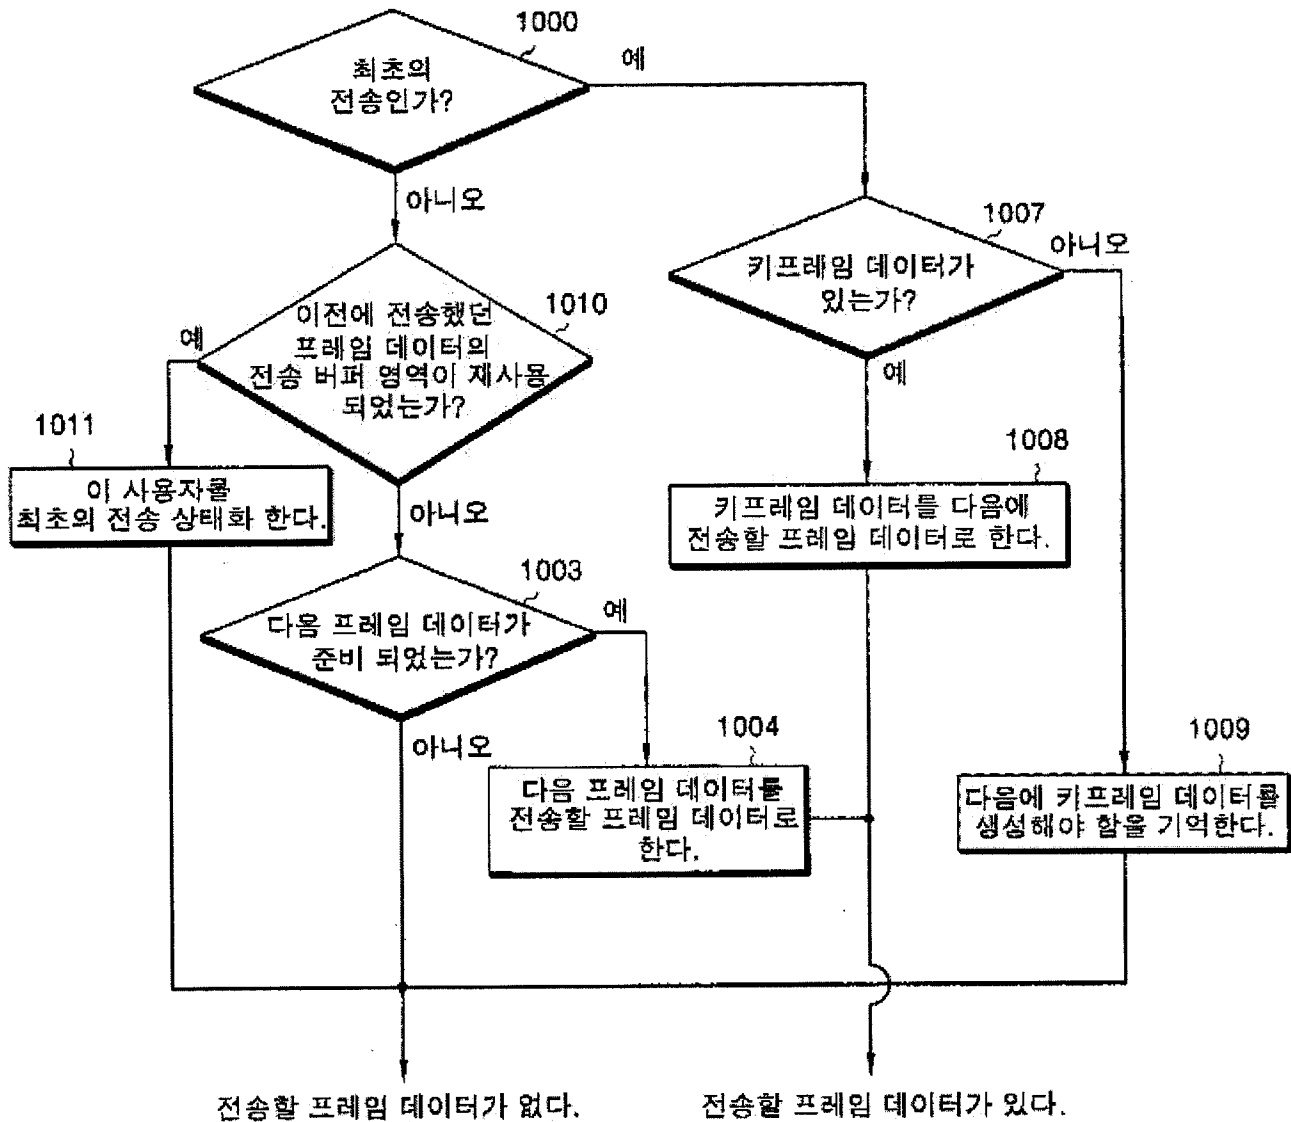 1000
최초의
전송인가?
예
아니오
1007
키프레임 데이터가
있는가?
아니오
예
1010
이전에 전송했던
프레임 데이터의
전송 버퍼 영역이 재사용
되었는가?
예
아니오
1011
이 사용자를
최초의 전송 상태화 한다.
1008
키프레임 데이터를 다음에
전송할 프레임 데이터로 한다.
1003
다음 프레임 데이터가
준비 되었는가?
예
아니오
1004
다음 프레임 데이터를
전송할 프레임 데이터로
한다.
1009
다음에 키프레임 데이터를
생성해야 함을 기억한다.
전송할 프레임 데이터가 없다.
전송할 프레임 데이터가 있다.